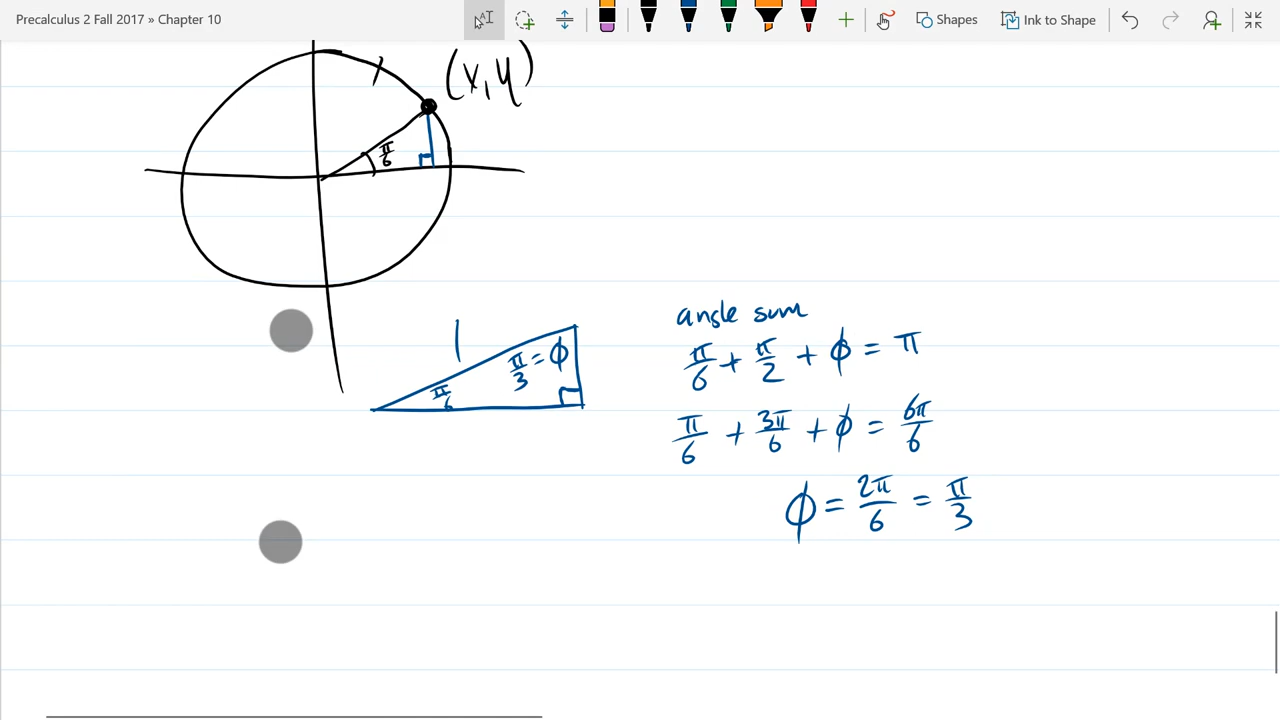 Precalculus 2 Fall 2017 » Chapter 10
Shapes
Ink to Shape
(x,y)
π/6
1
π/3 = ϕ
π/6
angle sum
π/6 + π/2 + ϕ = π
π/6 + 3π/6 + ϕ = 6π/6
ϕ = 2π/6 = π/3